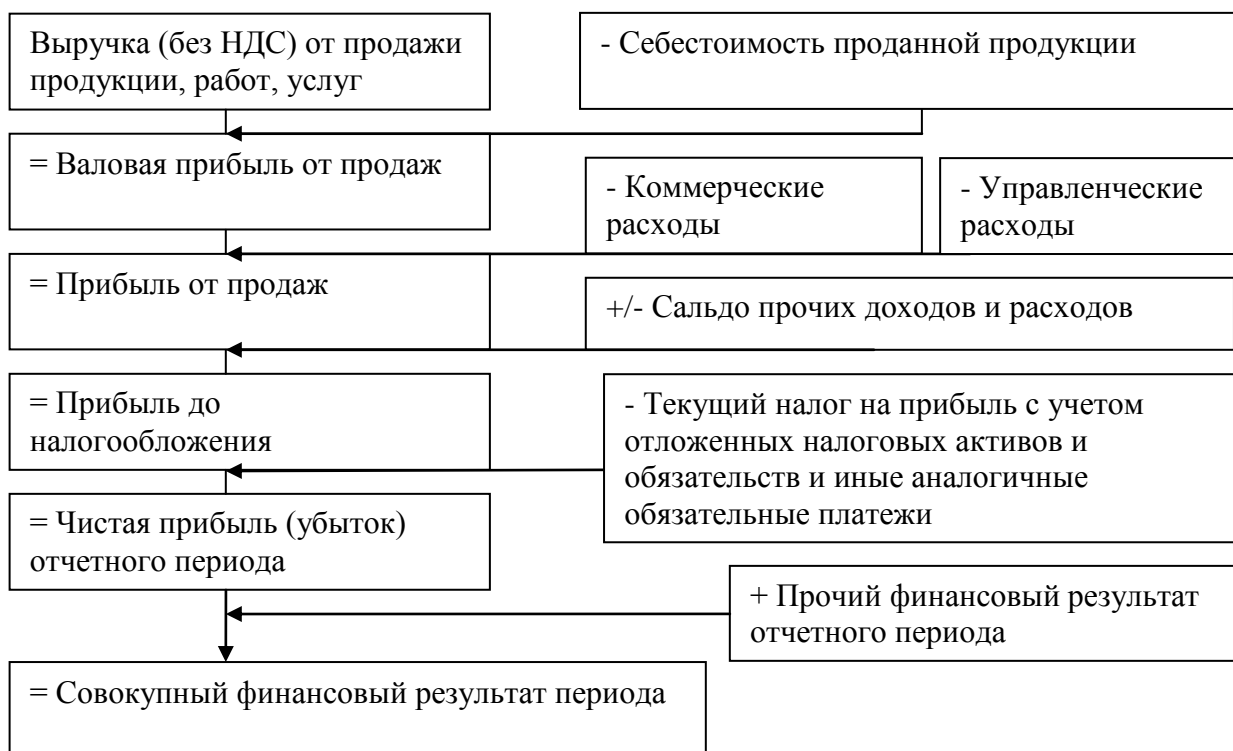 Выручка (без НДС) от продажи
продукции, работ, услуг
- Себестоимость проданной продукции
= Валовая прибыль от продаж
- Коммерческие
расходы
- Управленческие
расходы
= Прибыль от продаж
+/- Сальдо прочих доходов и расходов
= Прибыль до
налогообложения
- Текущий налог на прибыль с учетом
отложенных налоговых активов и
обязательств и иные аналогичные
обязательные платежи
= Чистая прибыль (убыток)
отчетного периода
+ Прочий финансовый результат
отчетного периода
= Совокупный финансовый результат периода